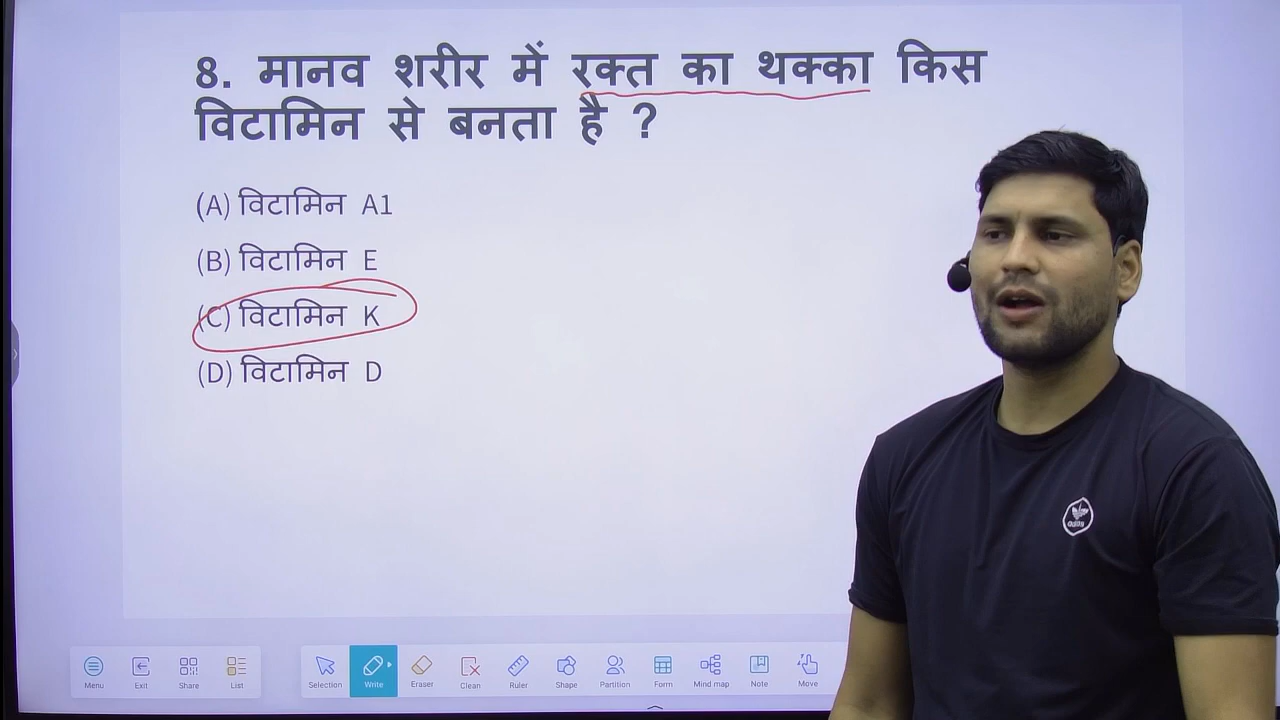 8. मानव शरीर में रक्त का थक्का किस
विटामिन से बनता है ?
(A) विटामिन A1
(B) विटामिन E
(C) विटामिन K
(D) विटामिन D
Menu Exit Share List Selection Write Eraser Clean Ruler Shape Partition Form Mind map Note Move